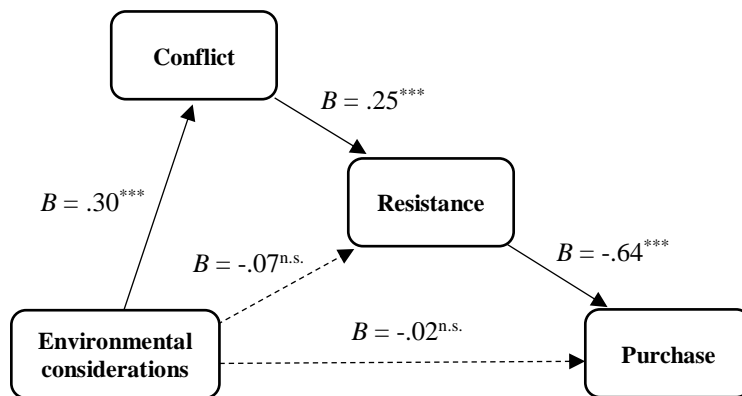 Conflict
B = .25***
B = .30***
Resistance
B = -.07n.s.
B = -.64***
Environmental
considerations
B = -.02n.s.
Purchase